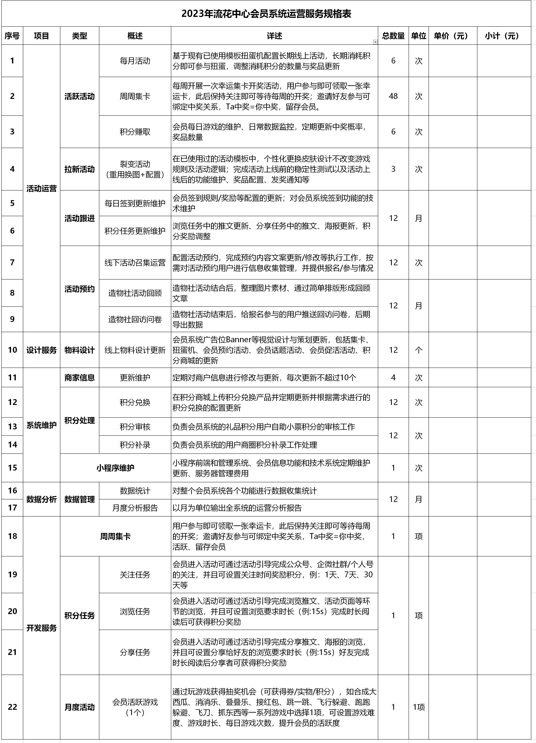 2023年流花中心会员系统运营服务规格表
序号 项目 类型 概述 详述 总数量 单位 单价（元） 小计（元）
1 活动运营 活跃活动 每月活动 基于现有已使用模板扭蛋机配置长期线上活动，长期消耗积
分即可参与扭蛋，调整消耗积分的数量与奖品更新 6 次
2 周周集卡 每周开展一次幸运集卡开奖活动，用户参与即可领取一张幸
运卡，此后保持关注即可等待每周的开奖；邀请好友参与可
绑定中奖关系，Ta中奖=你中奖，留存会员。 48 次
3 积分赚取 会员每日游戏的维护、日常数据监控，定期更新中奖概率，
奖品数量 6 次
4 拉新活动 裂变活动
（重用换图+配置） 在已使用过的活动模板中，个性化更换皮肤设计不改变游戏
规则及活动逻辑；完成活动上线前的稳定性测试以及活动上
线后的功能维护、奖品配置、发奖通知等 3 次
5 活动跟进 每日签到更新维护 会员签到规则/奖励等配置的更新；对会员系统签到功能的技
术维护 12 月
6 积分任务更新维护 浏览任务中的推文更新、分享任务中的推文、海报更新，积
分奖励调整
7 活动预约 线下活动召集运营 配置活动预约，完成预约内容文案更新/修改等执行工作，按
需对活动预约用户进行信息收集管理，并提供报名/参与情况 12 次
8 造物社活动回顾 造物社活动结合后，整理图片素材、通过简单排版形成回顾
文章 12 月
9 造物社回访问卷 造物社活动结束后，给报名参与的用户推送回访问卷，后期
导出数据
10 设计服务 物料设计 线上物料设计更新 会员系统广告位Banner等视觉设计与策划更新，包括集卡、
扭蛋机、会员预约活动、会员话题活动、会员促活活动、积
分商城的更新 12 个
11 系统维护 商家信息 更新维护 定期对商户信息进行修改与更新，每次更新不超过10个 4 次
12 积分处理 积分兑换 在积分商城上传积分兑换产品并定期更新并根据需求进行的
积分兑换的配置更新 12 次
13 积分审核 负责会员系统的礼品积分用户自助小票积分的审核工作 12 次
14 积分补录 负责会员系统的用户商圈积分补录工作处理
15 小程序维护 小程序前端和管理系统、会员信息功能和技术系统定期维护
更新、服务器管理费用 1 次
16 数据分析 数据管理 数据统计 对整个会员系统各个功能进行数据收集统计 12 月
17 月度分析报告 以月为单位输出全系统的运营分析报告
18 开发服务 周周集卡 用户参与即可领取一张幸运卡，此后保持关注即可等待每周
的开奖；邀请好友参与可绑定中奖关系，Ta中奖=你中奖，
活跃、留存会员 1 项
19 积分任务 关注任务 会员进入活动可通过活动引导完成公众号、企微社群/个人号
的关注，并且可设置关注时间奖励积分，例：1天、7天、30
天等 1 项
20 浏览任务 会员进入活动可通过活动引导完成浏览推文、活动页面等环
节的浏览，并且可设置浏览要求时长（例:15s）完成时长阅
读后可获得积分奖励
21 分享任务 会员进入活动可通过活动引导完成分享推文、海报的浏览，
并且可设置分享给好友的浏览要求时长（例:15s）好友完成
时长阅读后分享者可获得积分奖励
22 月度活动 会员活跃游戏
（1个） 通过玩游戏获得抽奖机会（可获得券/实物/积分），如合成大
西瓜、消消乐、叠叠乐、接红包、跳一跳、飞行躲避、跑跑
躲避、飞刀、抓东西等一系列游戏中选择1项，可设置游戏难
度、游戏时长、每日游戏次数，提升会员的活跃度 1 1项